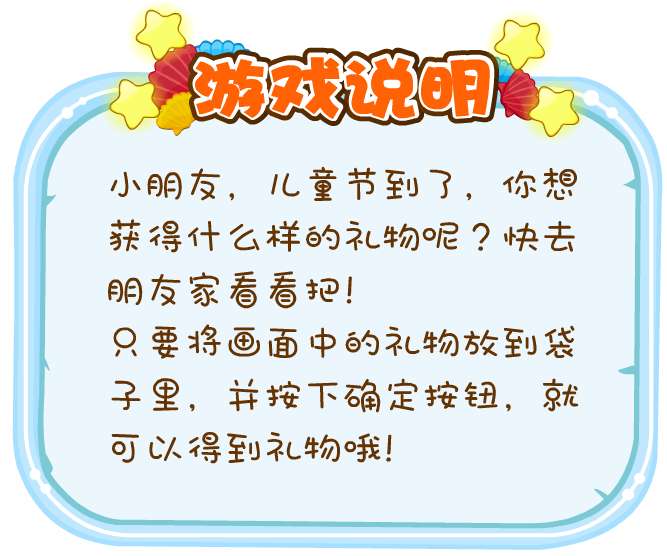 游戏说明
小朋友，儿童节到了，你想
获得什么样的礼物呢？快去
朋友家看看把！
只要将画面中的礼物放到袋
子里，并按下确定按钮，就
可以得到礼物哦！